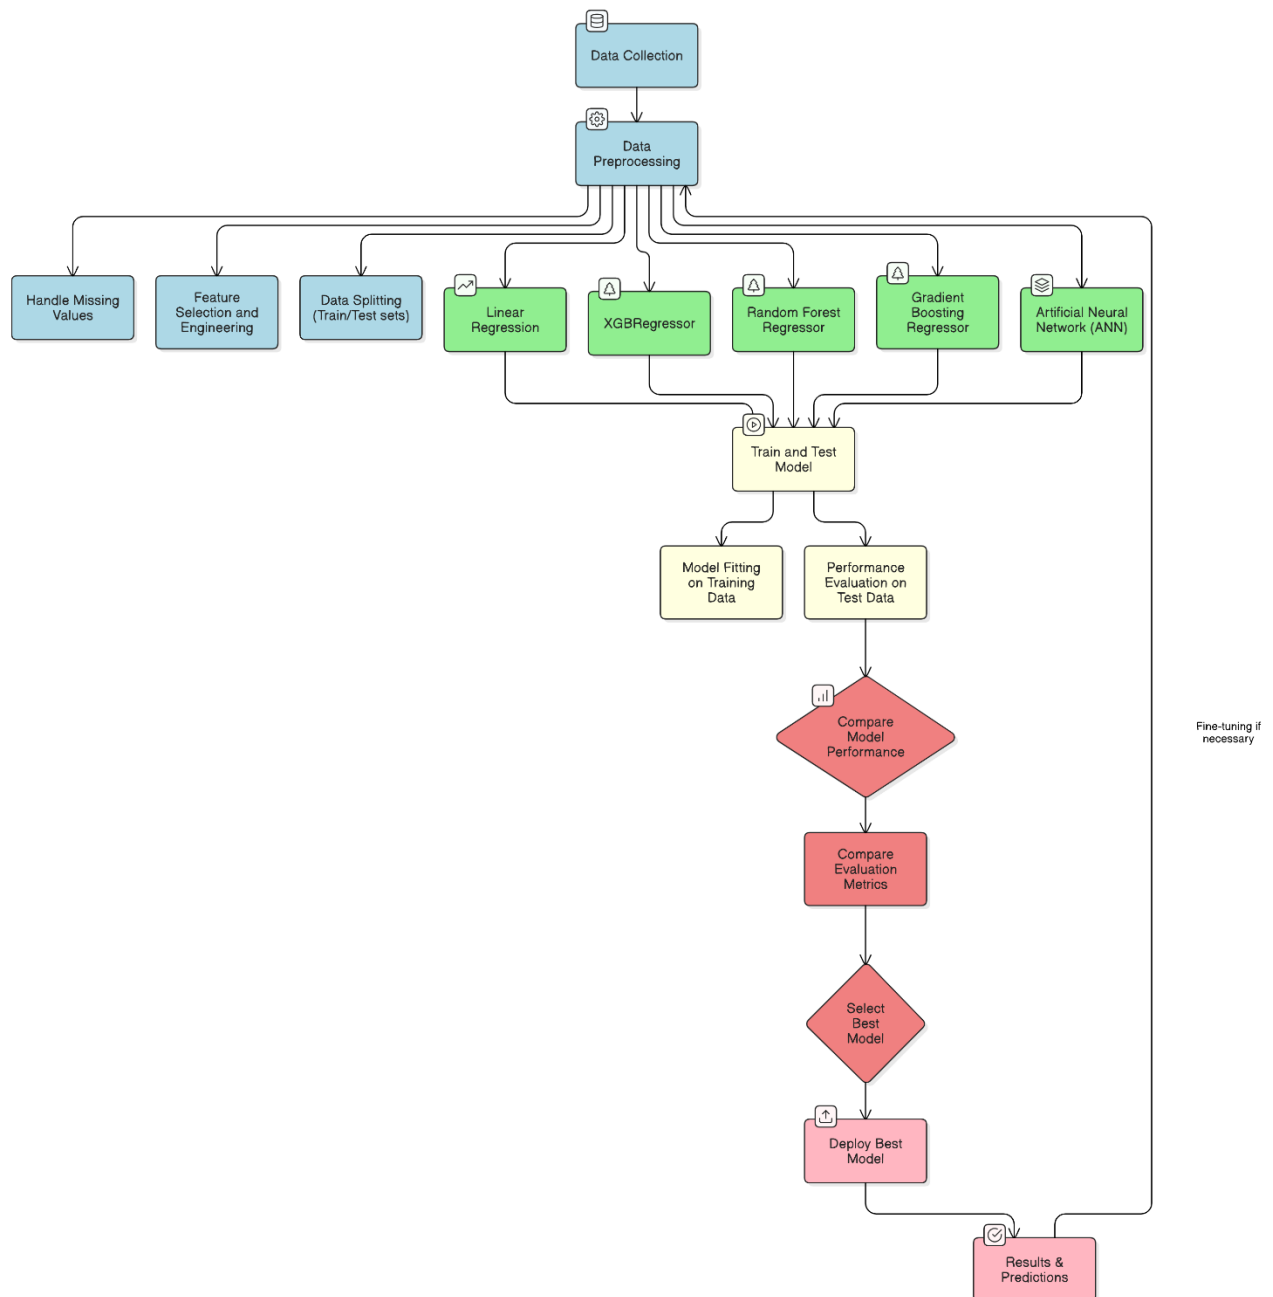 Data Collection
Data
Preprocessing
Handle Missing
Values
Feature
Selection and
Engineering
Data Splitting
(Train/Test sets)
Linear
Regression
XGBRegressor
Random Forest
Regressor
Gradient
Boosting
Regressor
Artificial Neural
Network (ANN)
Train and Test
Model
Model Fitting
on Training
Data
Performance
Evaluation on
Test Data
Compare
Model
Performance
Fine-tuning if
necessary
Compare
Evaluation
Metrics
Select
Best
Model
Deploy Best
Model
Results &
Predictions